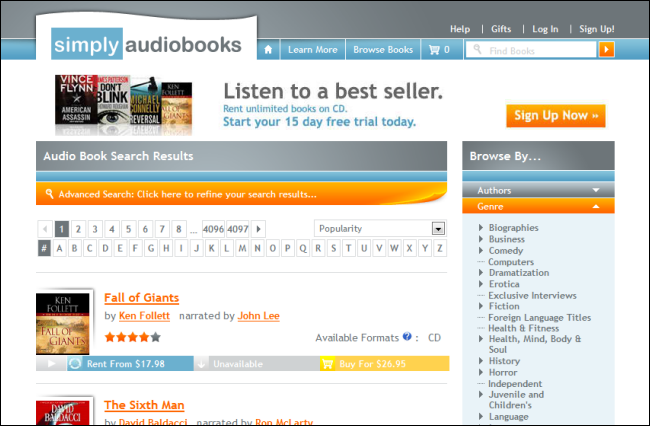 Help | Gifts | Log In | Sign Up!
simply audiobooks
Learn More
Browse Books
0
Find Books
VINCE FLYNN
AMERICAN ASSASSIN
JAMES PATTERSON
DON'T BLINK
MICHAEL CONNELLY
REVERSAL
KEN FOLLETT
Listen to a best seller.
Rent unlimited books on CD.
Start your 15 day free trial today.
Sign Up Now »
Audio Book Search Results
Advanced Search: Click here to refine your search results...
1 2 3 4 5 6 7 8 ... 4096 4097
Popularity
# A B C D E F G H I J K L M N O P Q R S T U V W X Y Z
KEN FOLLETT
FALL OF GIANTS
Fall of Giants
by Ken Follett narrated by John Lee
Available Formats ? : CD
Rent From $17.98
Unavailable
Buy For $26.95
DAVID BALDACCI
The Sixth Man
by David Baldacci narrated by Ron McLarty
Browse By...
Authors
Genre
Biographies
Business
Comedy
Computers
Dramatization
Erotica
Exclusive Interviews
Fiction
Foreign Language Titles
Health & Fitness
Health, Mind, Body &
Soul
History
Horror
Independent
Juvenile and
Children's
Language